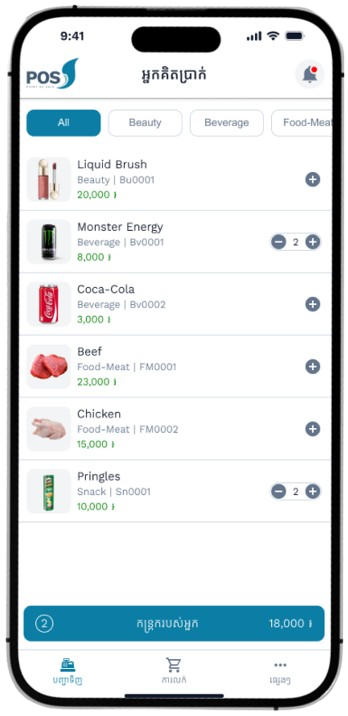 9:41
POS
អ្នកគិតប្រាក់
All
Beauty
Beverage
Food-Meat
Liquid Brush
Beauty | Bu0001
20,000 ៛
Monster Energy
Beverage | Bv0001
8,000 ៛
2
Coca-Cola
Beverage | Bv0002
3,000 ៛
Beef
Food-Meat | FM0001
23,000 ៛
Chicken
Food-Meat | FM0002
15,000 ៛
Pringles
Snack | Sn0001
10,000 ៛
2
2 កន្ត្រករបស់អ្នក 18,000 ៛
បញ្ជាទិញ
ការលក់
ផ្សេងៗ